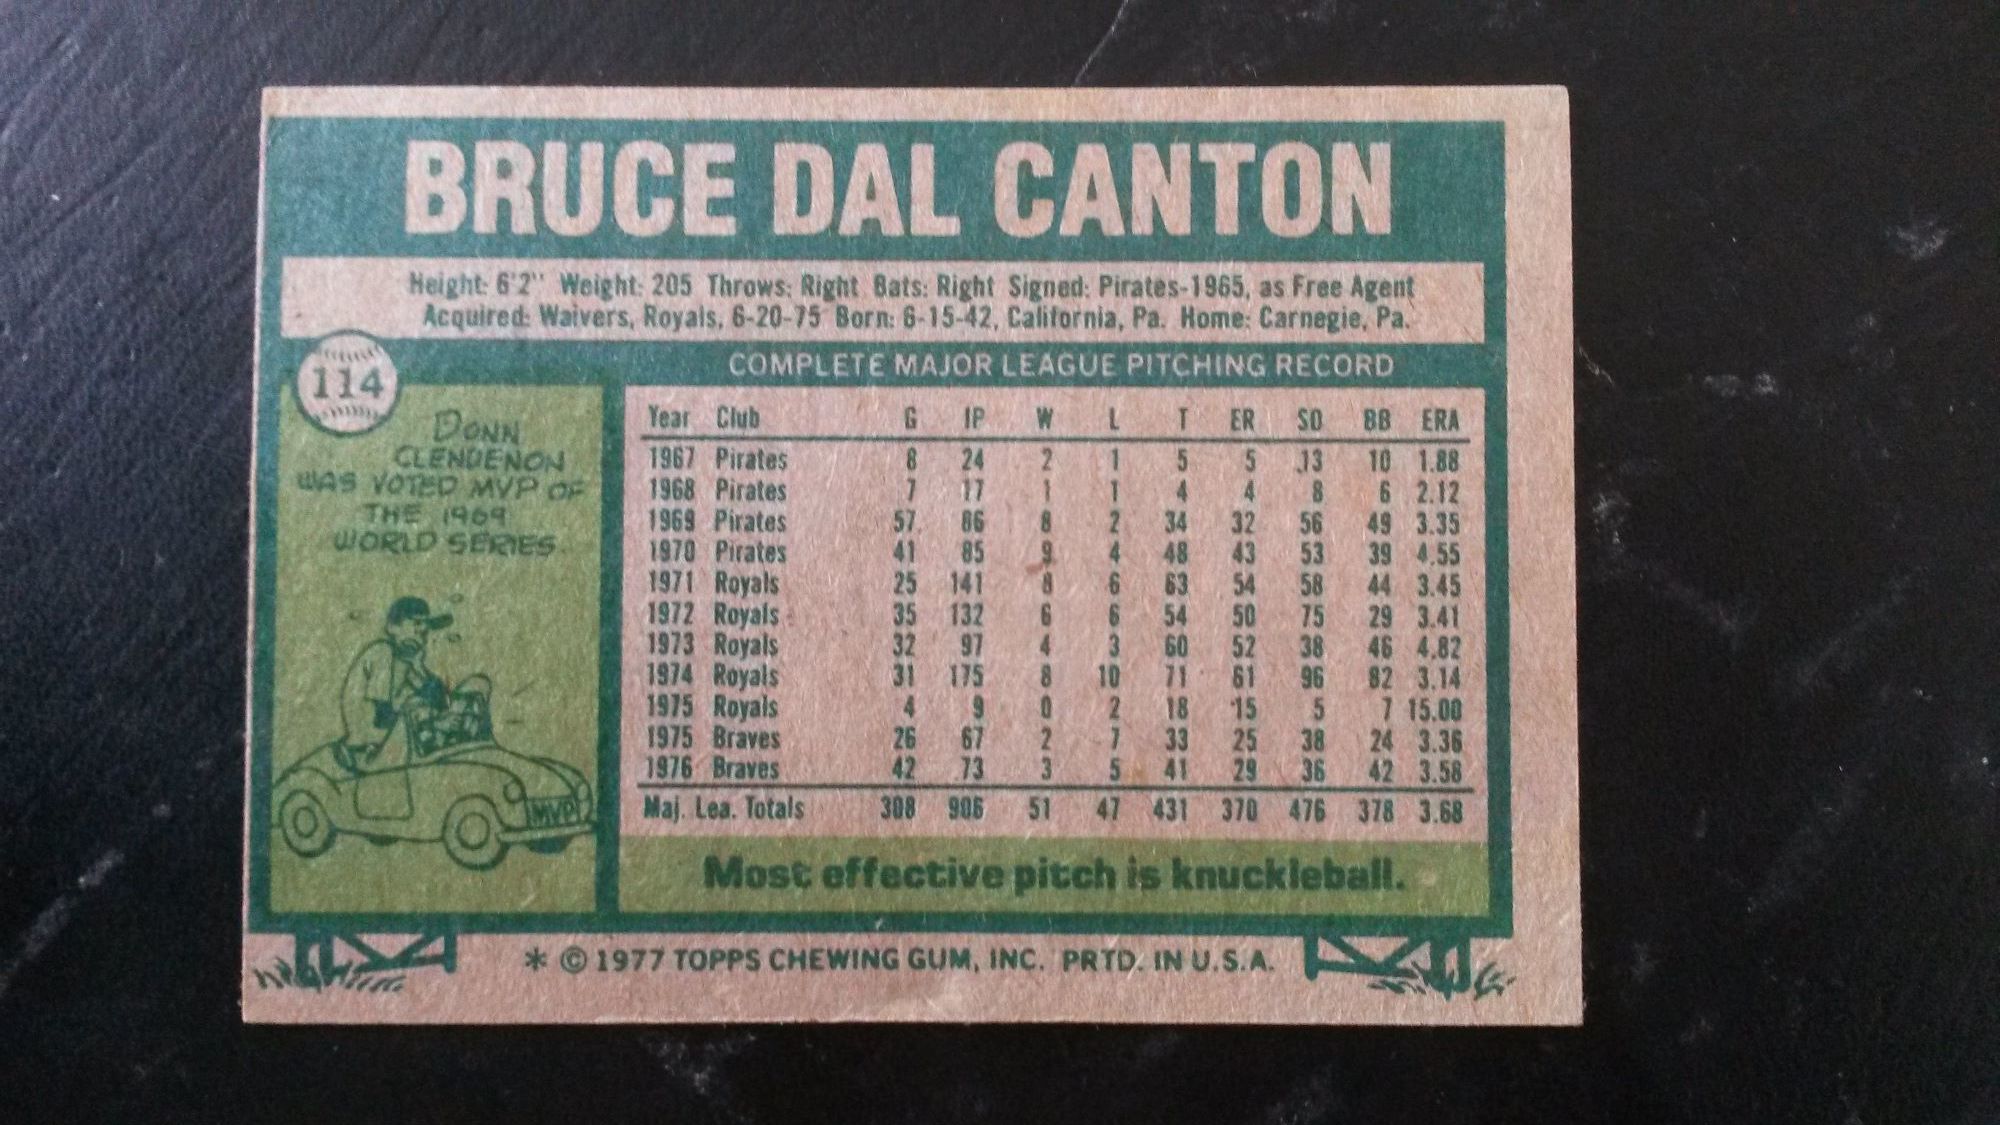 BRUCE DAL CANTON
Height: 6'2" Weight: 205 Throws: Right Bats: Right Signed: Pirates-1965, as Free Agent
Acquired: Waivers, Royals, 6-20-75 Born: 6-15-42, California, Pa. Home: Carnegie, Pa.
114
DONN
CLENDENON
WAS VOTED MVP OF
THE 1969
WORLD SERIES.
MVP
COMPLETE MAJOR LEAGUE PITCHING RECORD
Year Club G IP W L T ER SO BB ERA
1967 Pirates 8 24 2 1 5 5 13 10 1.88
1968 Pirates 7 17 1 1 4 4 8 6 2.12
1969 Pirates 57 86 8 2 34 32 56 49 3.35
1970 Pirates 41 85 9 4 48 43 53 39 4.55
1971 Royals 25 141 8 6 63 54 58 44 3.45
1972 Royals 35 132 6 6 54 50 75 29 3.41
1973 Royals 32 97 4 3 60 52 38 46 4.82
1974 Royals 31 175 8 10 71 61 96 82 3.14
1975 Royals 4 9 0 2 18 15 5 7 15.00
1975 Braves 26 67 2 7 33 25 38 24 3.36
1976 Braves 42 73 3 5 41 29 36 42 3.58
Maj. Lea. Totals 308 906 51 47 431 370 476 378 3.68
Most effective pitch is knuckleball.
* © 1977 TOPPS CHEWING GUM, INC. PRTD. IN U.S.A.